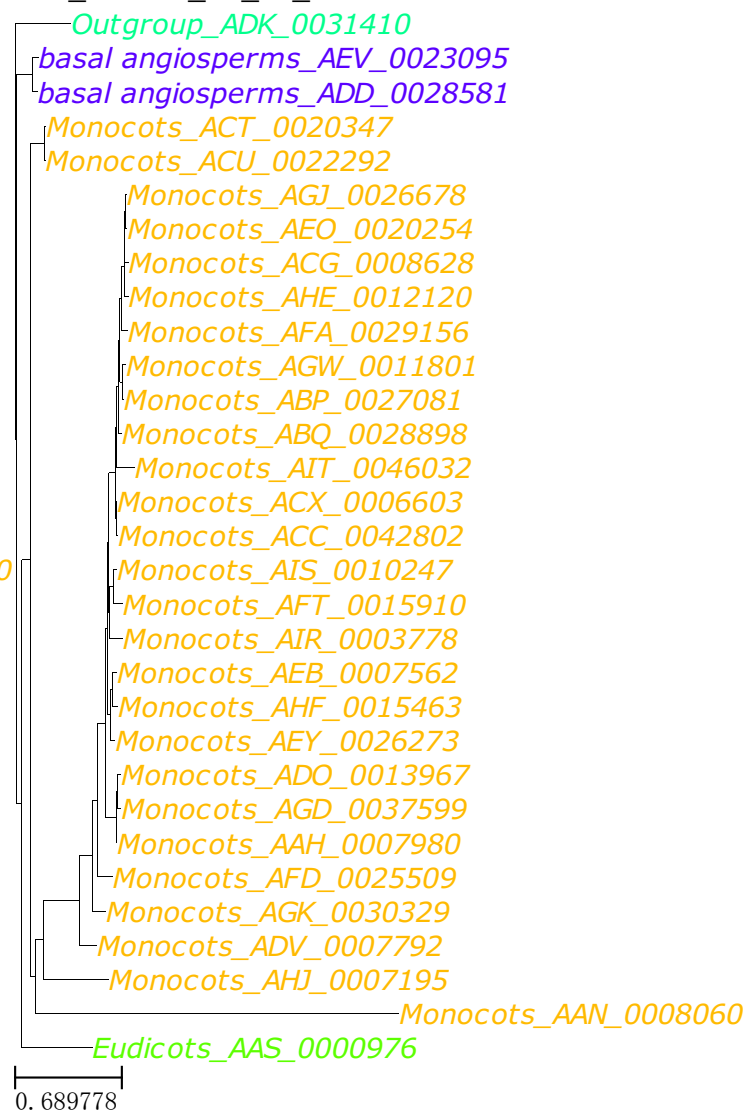 Outgroup_ADK_0031410
basal angiosperms_AEV_0023095
basal angiosperms_ADD_0028581
Monocots_ACT_0020347
Monocots_ACU_0022292
Monocots_AGJ_0026678
Monocots_AEO_0020254
Monocots_ACG_0008628
Monocots_AHE_0012120
Monocots_AFA_0029156
Monocots_AGW_0011801
Monocots_ABP_0027081
Monocots_ABQ_0028898
Monocots_AIT_0046032
Monocots_ACX_0006603
Monocots_ACC_0042802
0
Monocots_AIS_0010247
Monocots_AFT_0015910
Monocots_AIR_0003778
Monocots_AEB_0007562
Monocots_AHF_0015463
Monocots_AEY_0026273
Monocots_ADO_0013967
Monocots_AGD_0037599
Monocots_AAH_0007980
Monocots_AFD_0025509
Monocots_AGK_0030329
Monocots_ADV_0007792
Monocots_AHJ_0007195
Monocots_AAN_0008060
Eudicots_AAS_0000976
0.689778